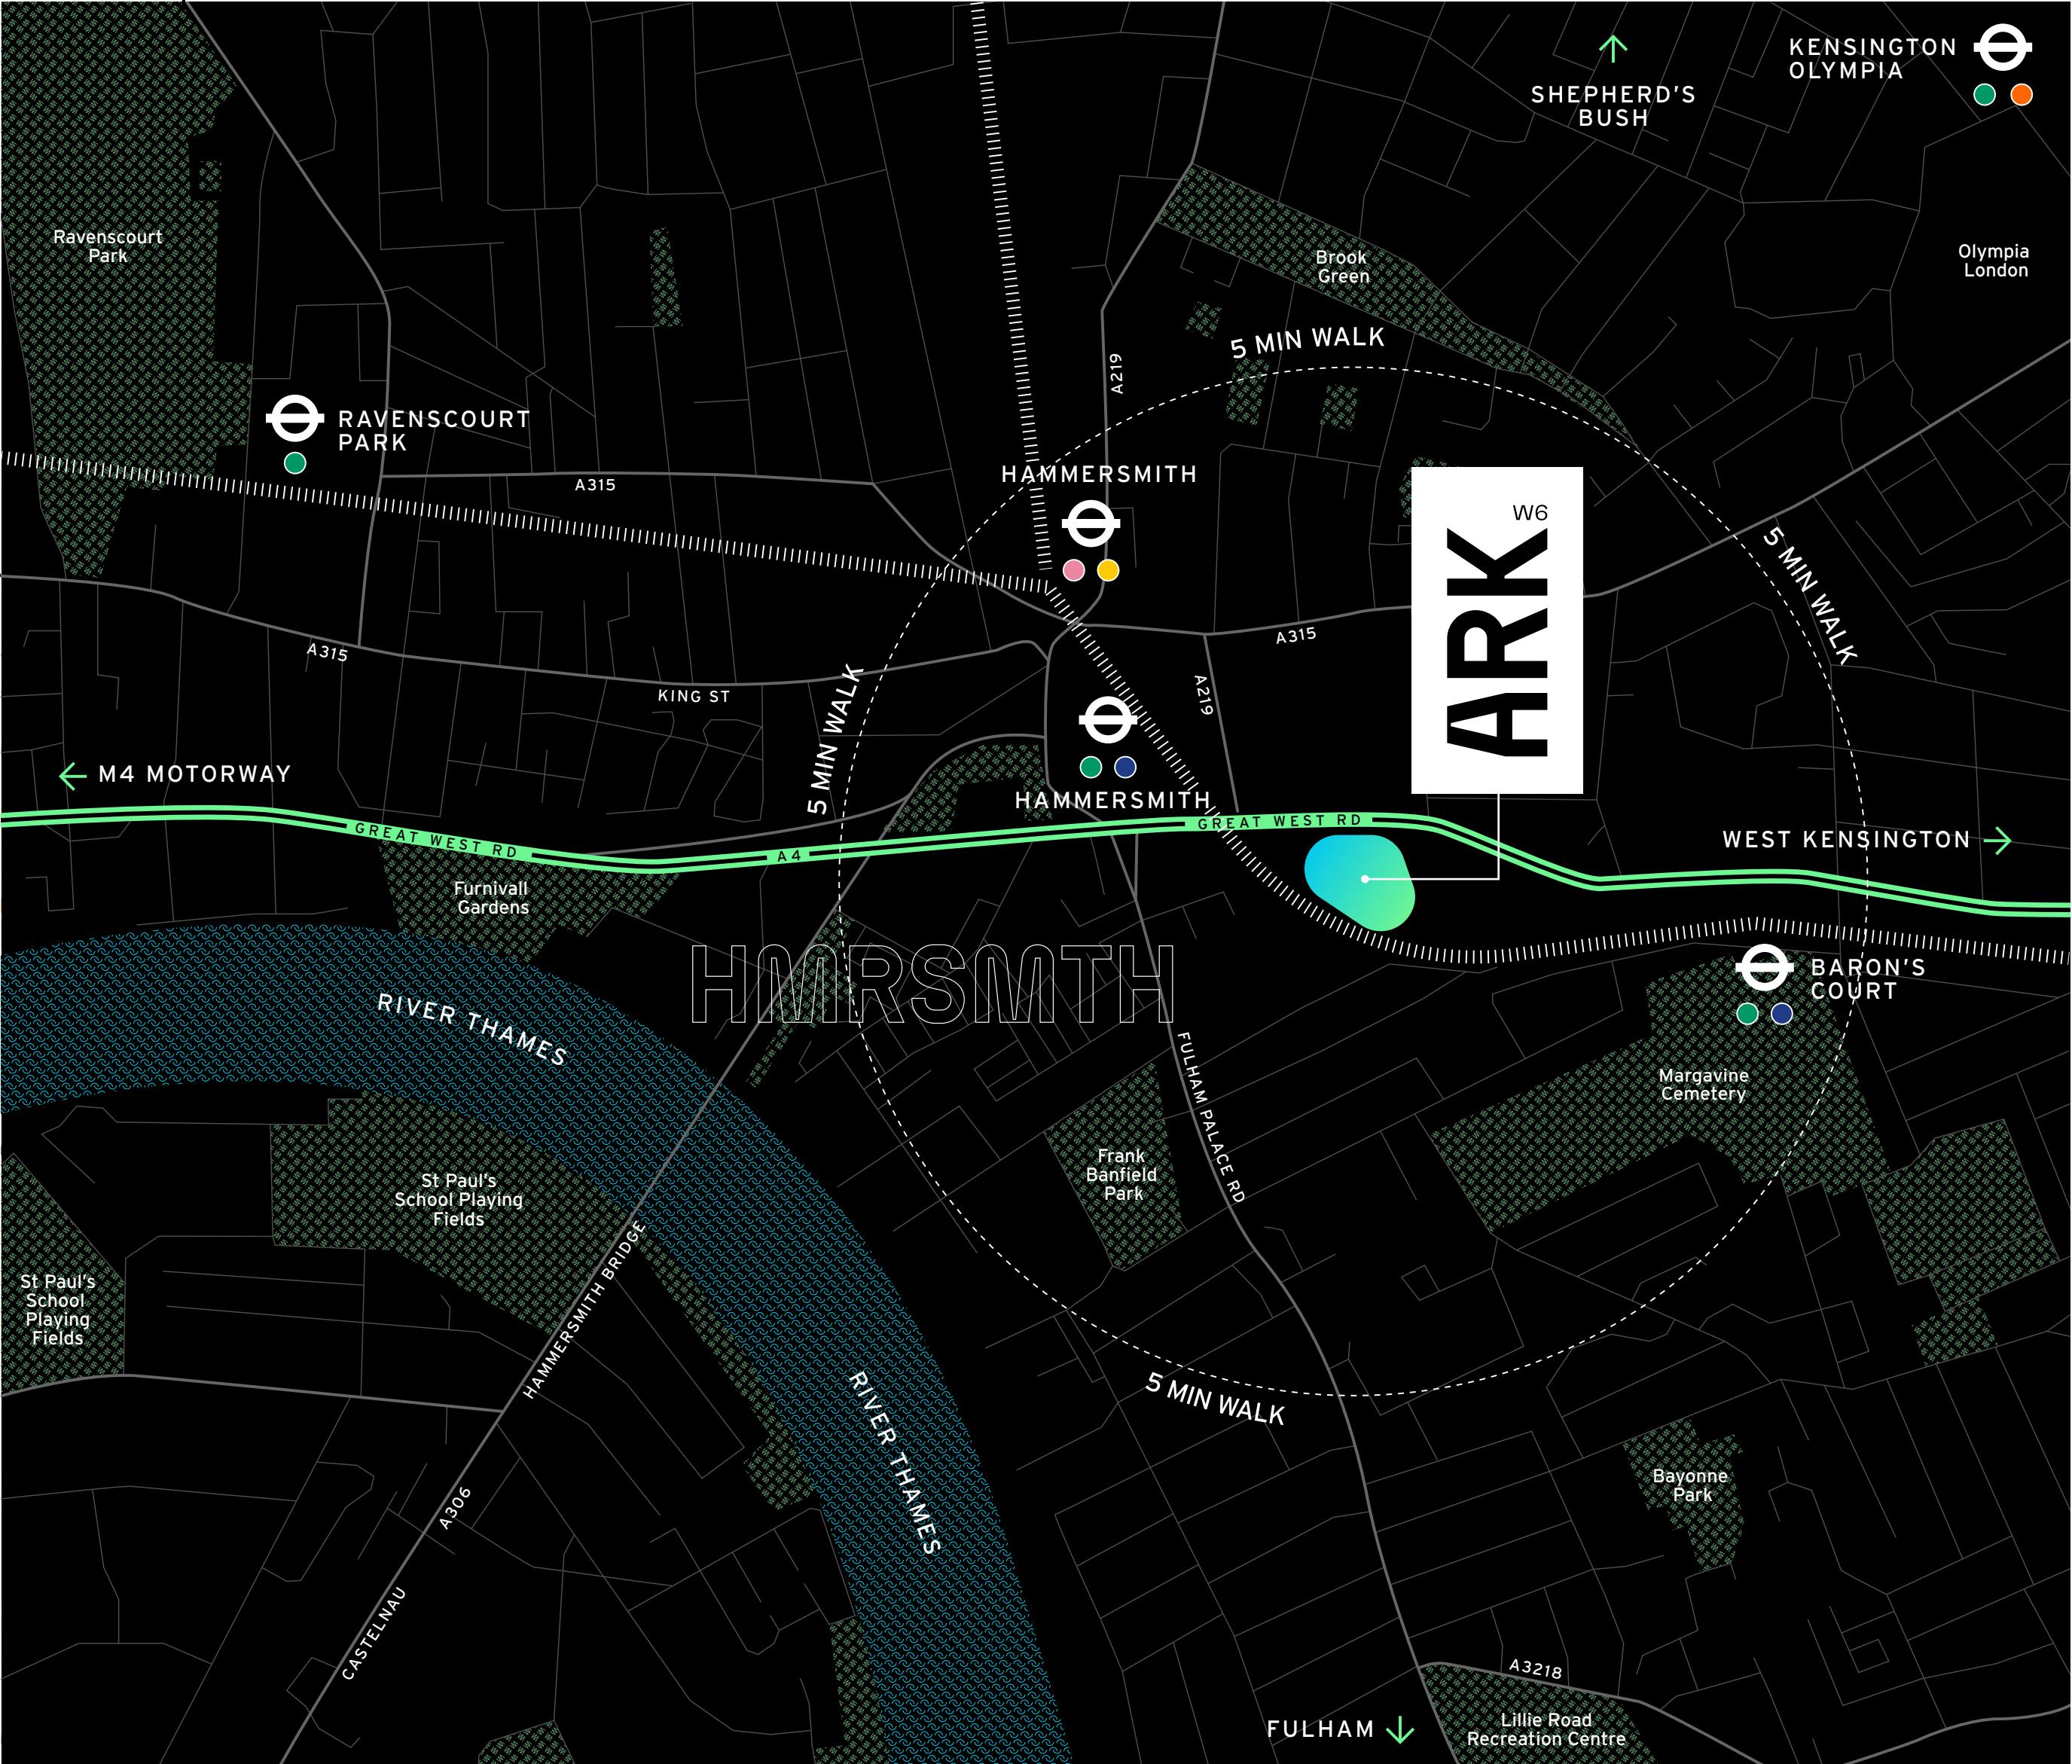 KENSINGTON
OLYMPIA
SHEPHERD'S
BUSH
Ravenscourt
Park
Brook
Green
Olympia
London
5 MIN WALK
A219
RAVENSCOURT
PARK
HAMMERSMITH
A315
W6
ARK
5 MIN WALK
A315
A315
KING ST
A219
5 MIN WALK
M4 MOTORWAY
HAMMERSMITH
GREAT WEST RD
GREAT WEST RD
A4
WEST KENSINGTON
Furnivall
Gardens
HMRSMTH
BARON'S
COURT
RIVER THAMES
FULHAM PALACE RD
Margavine
Cemetery
Frank
Banfield
Park
St Paul's
School Playing
Fields
HAMMERSMITH BRIDGE
St Paul's
School
Playing
Fields
RIVER THAMES
5 MIN WALK
Bayonne
Park
A306
CASTELNAU
A3218
FULHAM
Lillie Road
Recreation Centre